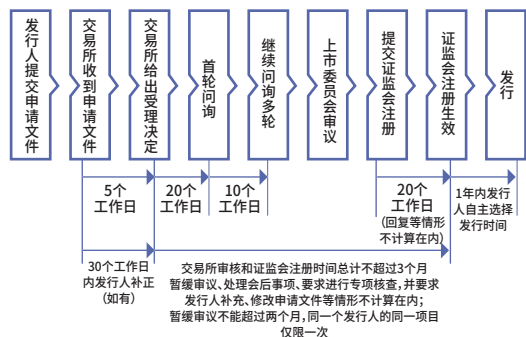 发行人提交申请文件
交易所收到申请文件
交易所给出受理决定
首轮问询
继续问询多轮
上市委员会审议
提交证监会注册
证监会注册生效
发行
5个
工作日
20个
工作日
10个
工作日
20个
工作日
(回复等情形
不计算在内)
1年内发行
人自主选择
发行时间
30个工作日
内发行人补正
(如有)
交易所审核和证监会注册时间总计不超过3个月
暂缓审议、处理会后事项、要求进行专项核查,并要求
发行人补充、修改申请文件等情形不计算在内;
暂缓审议不能超过两个月,同一个发行人的同一项目
仅限一次